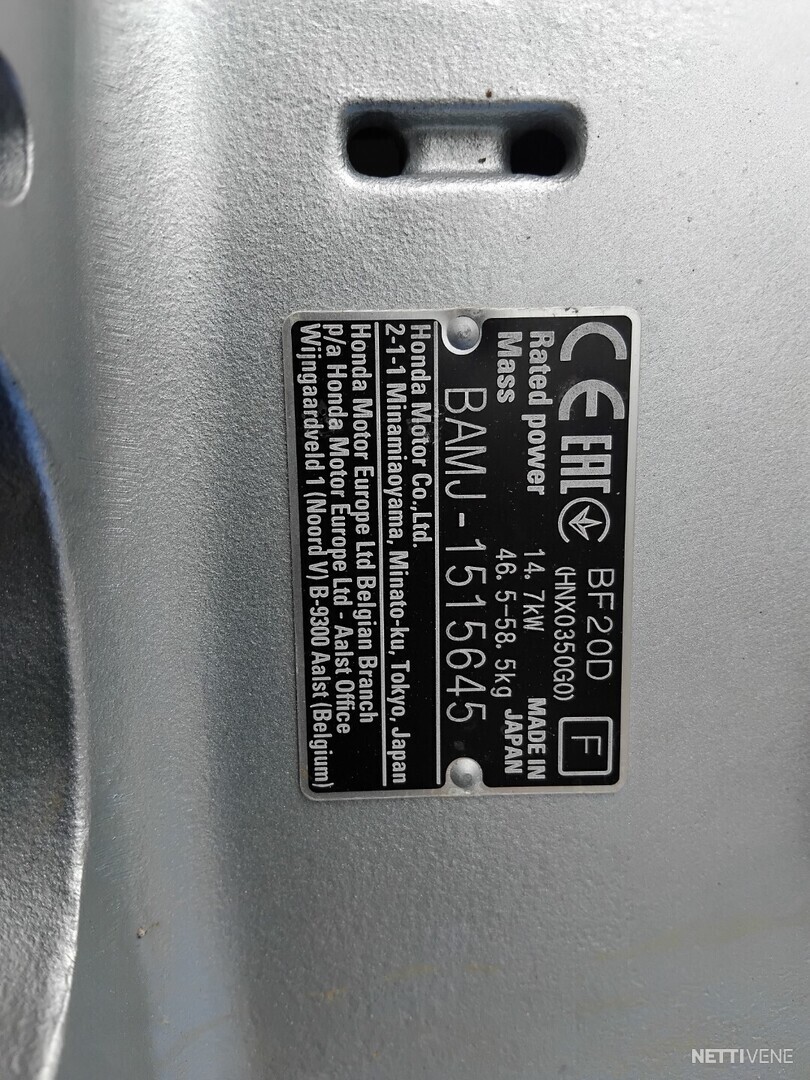 CE EAC BF20D F
(HNX0350G0)
Rated power 14.7kW MADE IN
Mass 46.5-58.5kg JAPAN
BAMJ-1515645
Honda Motor Co.,Ltd.
2-1-1 Minamiaoyama, Minato-ku, Tokyo, Japan
Honda Motor Europe Ltd Belgian Branch
p/a Honda Motor Europe Ltd - Aalst Office
Wijngaardveld 1 (Noord V) B-9300 Aalst (Belgium)
NETTIVENE